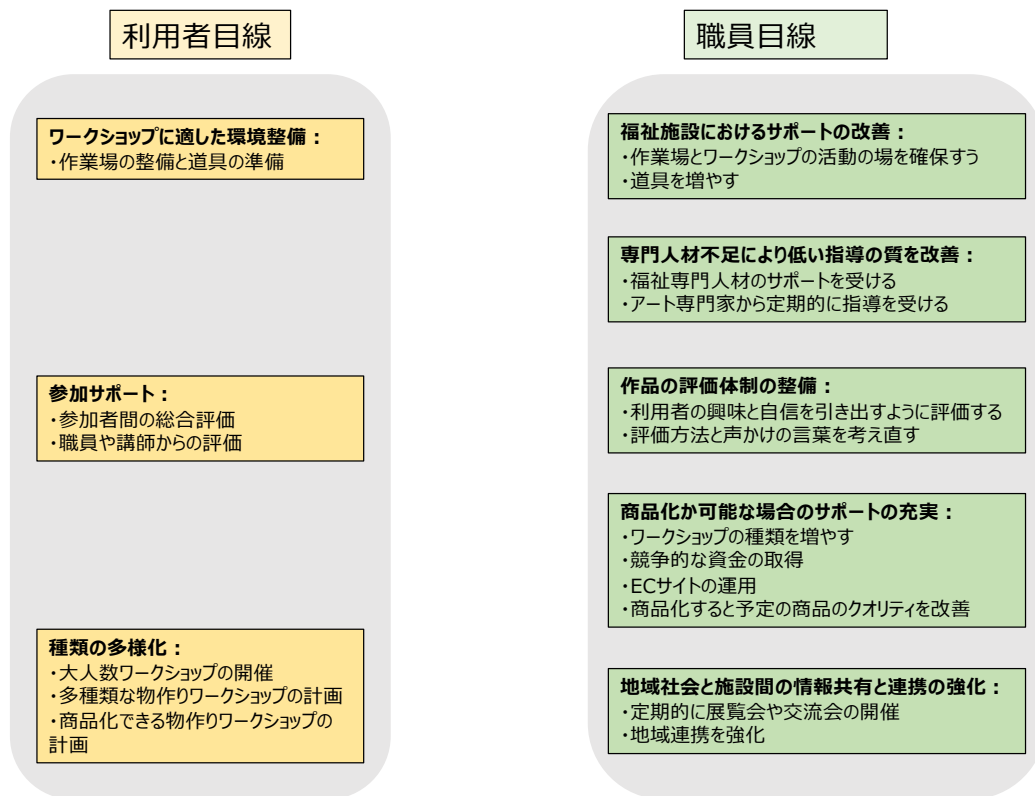 利用者目線
ワークショップに適した環境整備：
・作業場の整備と道具の準備
参加サポート：
・参加者間の総合評価
・職員や講師からの評価
種類の多様化：
・大人数ワークショップの開催
・多種類な物作りワークショップの計画
・商品化できる物作りワークショップの
計画
職員目線
福祉施設におけるサポートの改善：
・作業場とワークショップの活動の場を確保すう
・道具を増やす
専門人材不足により低い指導の質を改善：
・福祉専門人材のサポートを受ける
・アート専門家から定期的に指導を受ける
作品の評価体制の整備：
・利用者の興味と自信を引き出すように評価する
・評価方法と声かけの言葉を考え直す
商品化か可能な場合のサポートの充実：
・ワークショップの種類を増やす
・競争的な資金の取得
・ECサイトの運用
・商品化すると予定の商品のクオリティを改善
地域社会と施設間の情報共有と連携の強化：
・定期的に展覧会や交流会の開催
・地域連携を強化